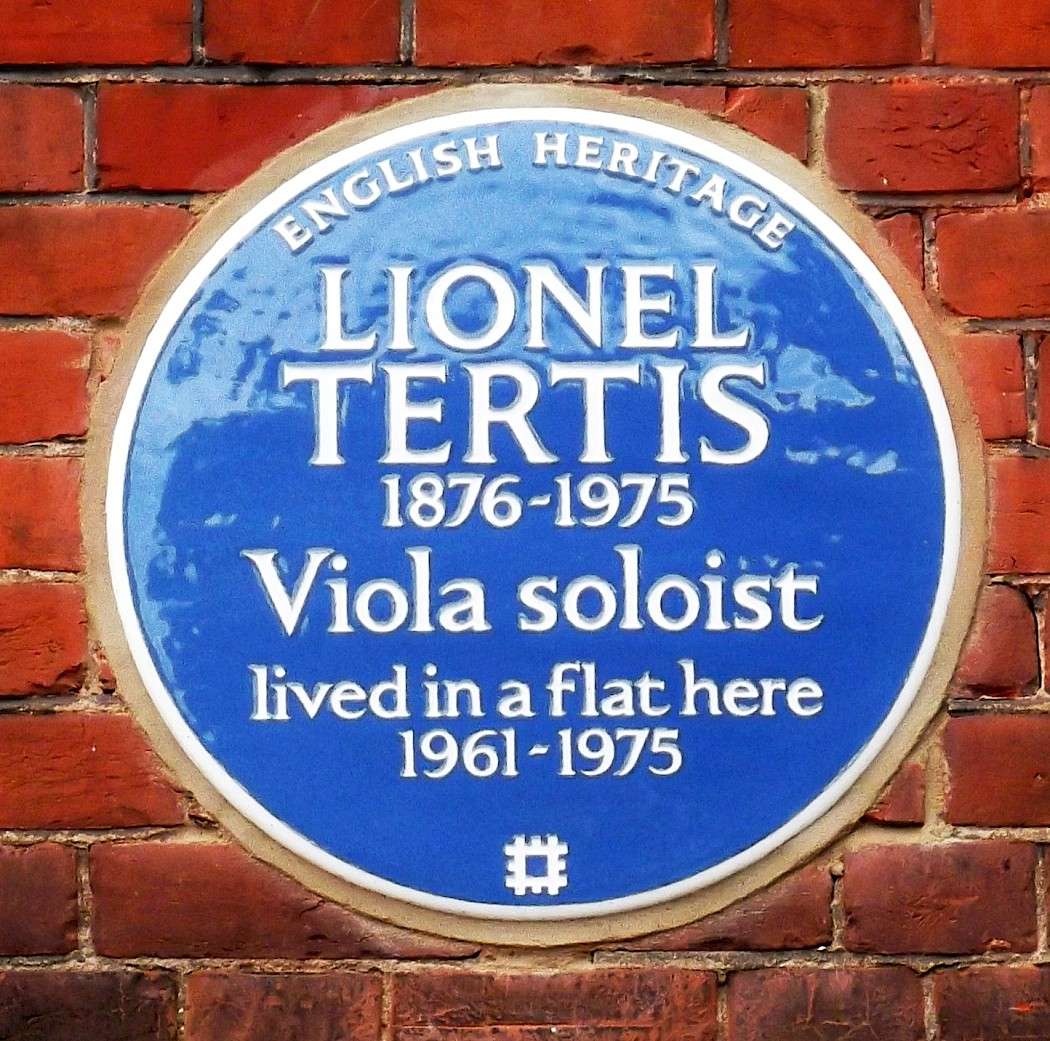 ENGLISH HERITAGE
LIONEL
TERTIS
1876-1975
Viola soloist
lived in a flat here
1961-1975